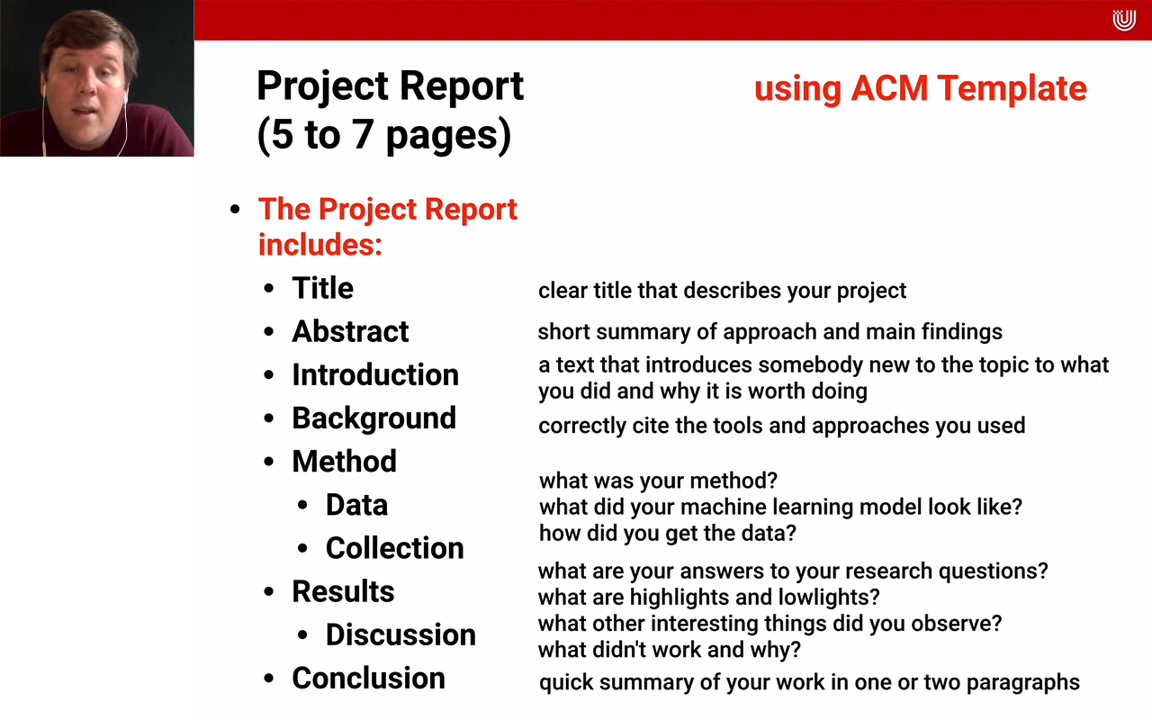 Project Report
(5 to 7 pages)
using ACM Template
• The Project Report
includes:
• Title
clear title that describes your project
• Abstract
short summary of approach and main findings
• Introduction
a text that introduces somebody new to the topic to what
you did and why it is worth doing
• Background
correctly cite the tools and approaches you used
• Method
• Data
• Collection
what was your method?
what did your machine learning model look like?
how did you get the data?
• Results
• Discussion
what are your answers to your research questions?
what are highlights and lowlights?
what other interesting things did you observe?
what didn't work and why?
• Conclusion
quick summary of your work in one or two paragraphs